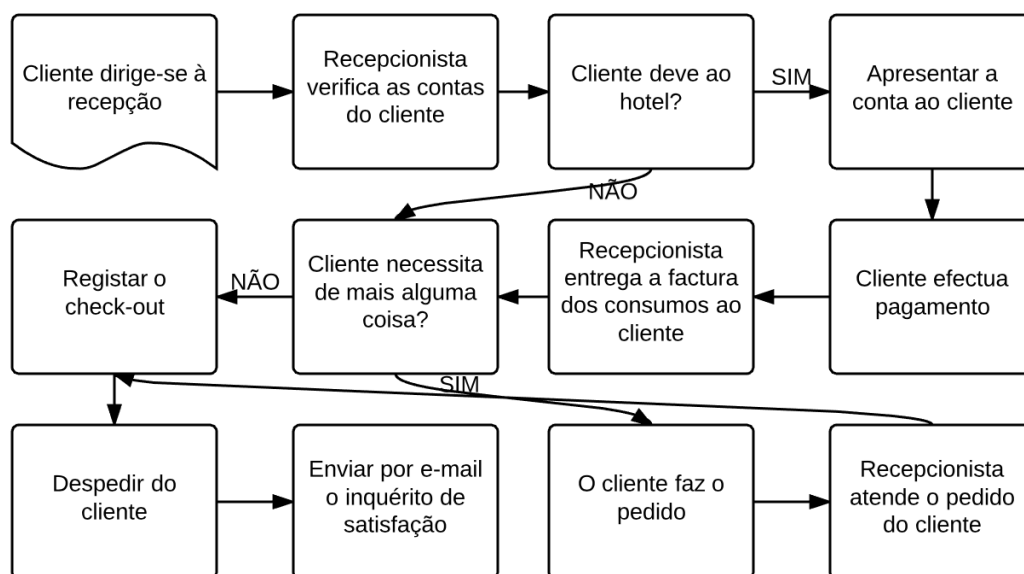 Cliente dirige-se à
recepção
Recepcionista
verifica as contas
do cliente
Cliente deve ao
hotel?
SIM
Apresentar a
conta ao cliente
NÃO
Registar o
check-out
NÃO
Cliente necessita
de mais alguma
coisa?
Recepcionista
entrega a factura
dos consumos ao
cliente
Cliente efectua
pagamento
SIM
Despedir do
cliente
Enviar por e-mail
o inquérito de
satisfação
O cliente faz o
pedido
Recepcionista
atende o pedido
do cliente